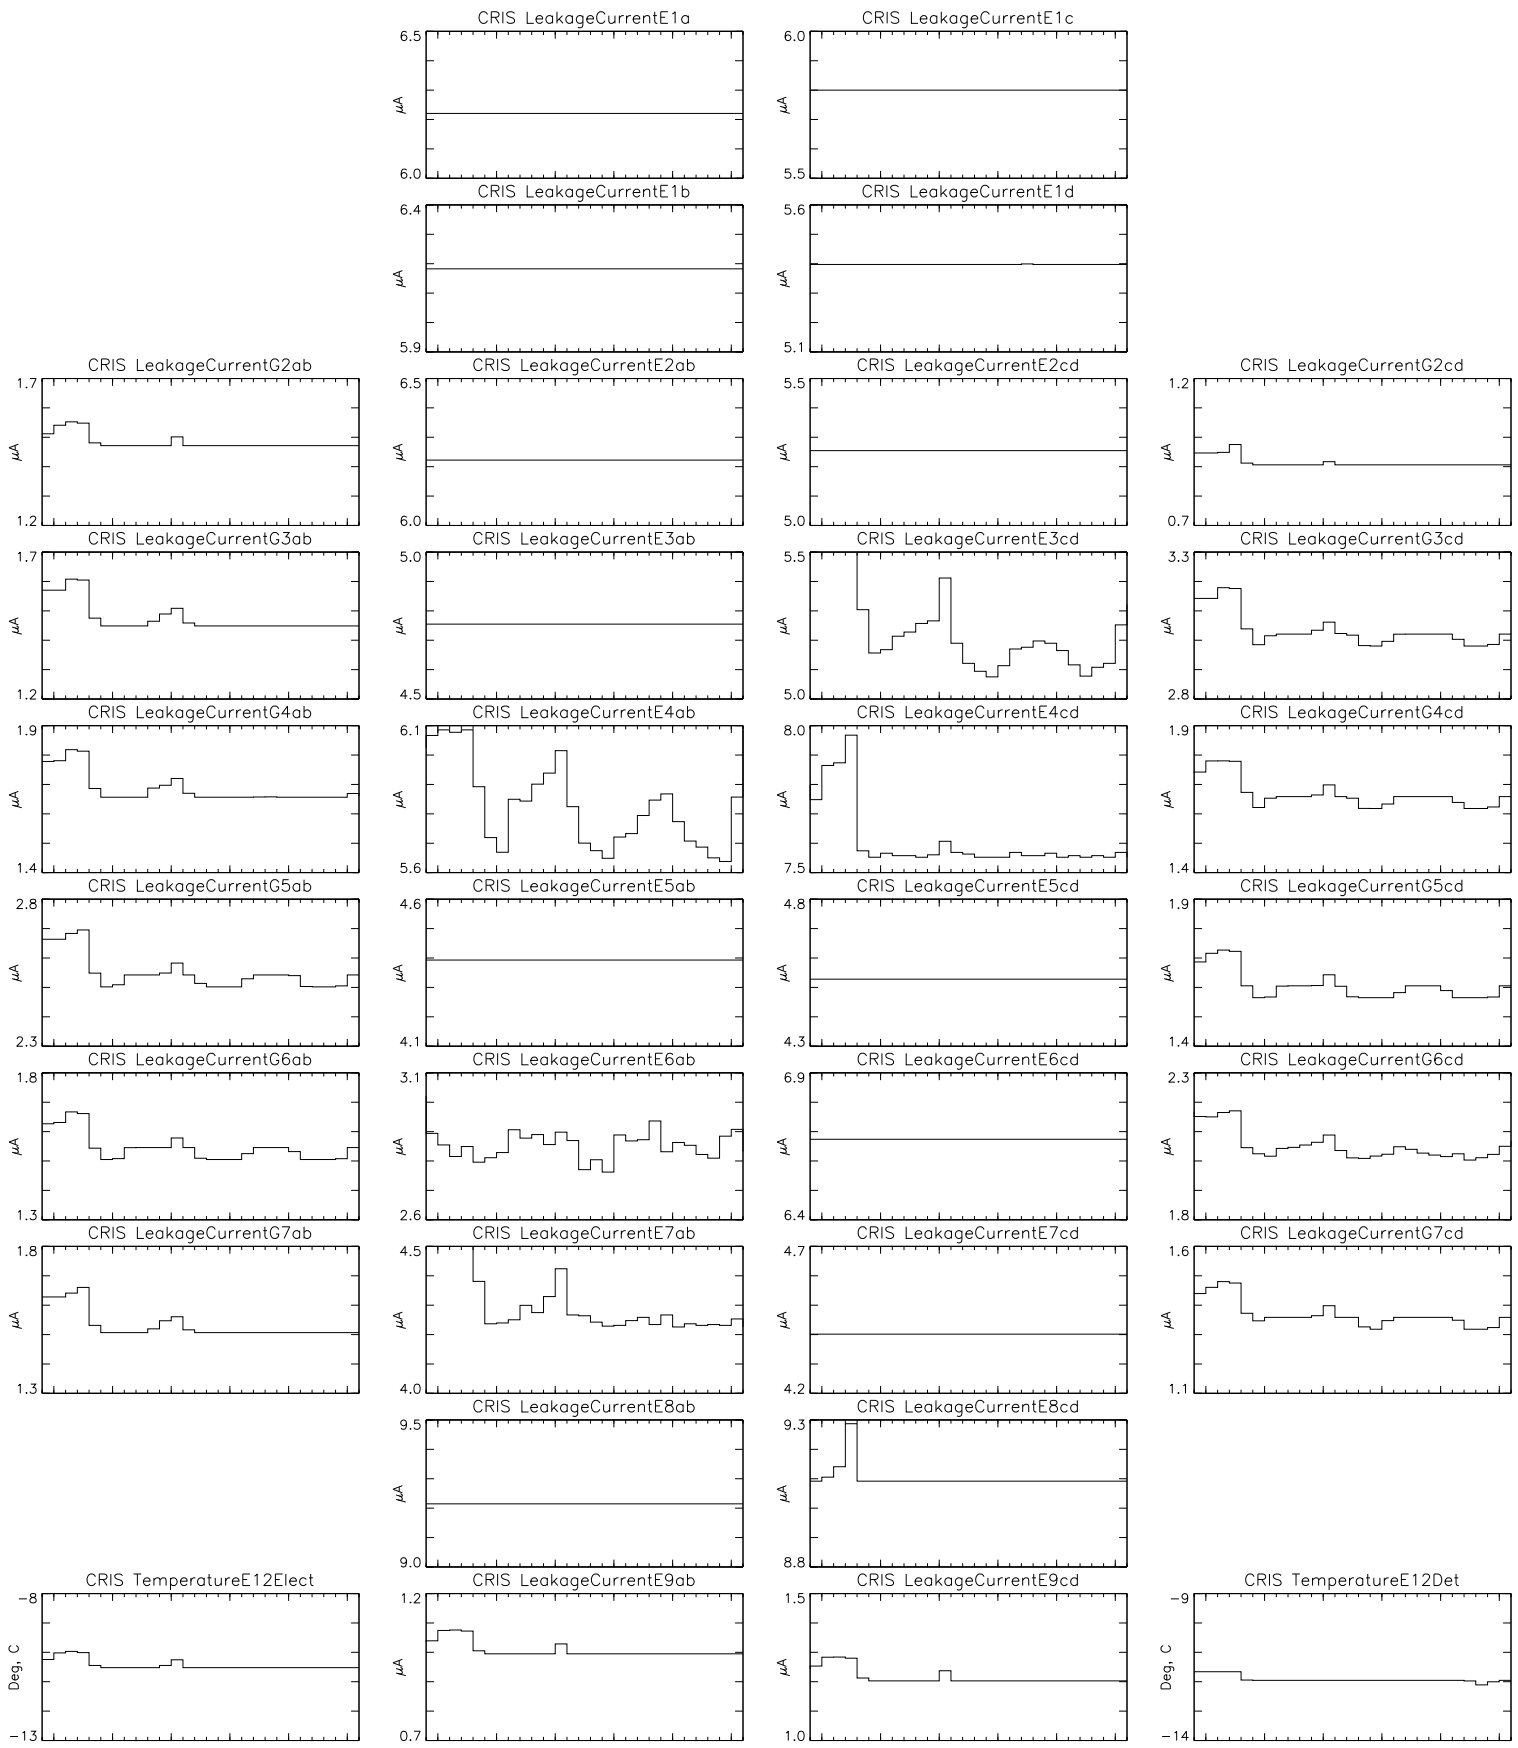 CRIS LeakageCurrentE1a
CRIS LeakageCurrentE1c
6.5
μA
6.0
6.0
μA
5.5
CRIS LeakageCurrentE1b
CRIS LeakageCurrentE1d
6.4
μA
5.9
5.6
μA
5.1
CRIS LeakageCurrentG2ab
CRIS LeakageCurrentE2ab
CRIS LeakageCurrentE2cd
CRIS LeakageCurrentG2cd
1.7
μA
1.2
6.5
μA
6.0
5.5
μA
5.0
1.2
μA
0.7
CRIS LeakageCurrentG3ab
CRIS LeakageCurrentE3ab
CRIS LeakageCurrentE3cd
CRIS LeakageCurrentG3cd
1.7
μA
1.2
5.0
μA
4.5
5.5
μA
5.0
3.3
μA
2.8
CRIS LeakageCurrentG4ab
CRIS LeakageCurrentE4ab
CRIS LeakageCurrentE4cd
CRIS LeakageCurrentG4cd
1.9
μA
1.4
6.1
μA
5.6
8.0
μA
7.5
1.9
μA
1.4
CRIS LeakageCurrentG5ab
CRIS LeakageCurrentE5ab
CRIS LeakageCurrentE5cd
CRIS LeakageCurrentG5cd
2.8
μA
2.3
4.6
μA
4.1
4.8
μA
4.3
1.9
μA
1.4
CRIS LeakageCurrentG6ab
CRIS LeakageCurrentE6ab
CRIS LeakageCurrentE6cd
CRIS LeakageCurrentG6cd
1.8
μA
1.3
3.1
μA
2.6
6.9
μA
6.4
2.3
μA
1.8
CRIS LeakageCurrentG7ab
CRIS LeakageCurrentE7ab
CRIS LeakageCurrentE7cd
CRIS LeakageCurrentG7cd
1.8
μA
1.3
4.5
μA
4.0
4.7
μA
4.2
1.6
μA
1.1
CRIS LeakageCurrentE8ab
CRIS LeakageCurrentE8cd
9.5
μA
9.0
9.3
μA
8.8
CRIS TemperatureE12Elect
CRIS LeakageCurrentE9ab
CRIS LeakageCurrentE9cd
CRIS TemperatureE12Det
-8
Deg, C
-13
1.2
μA
0.7
1.5
μA
1.0
-9
Deg, C
-14